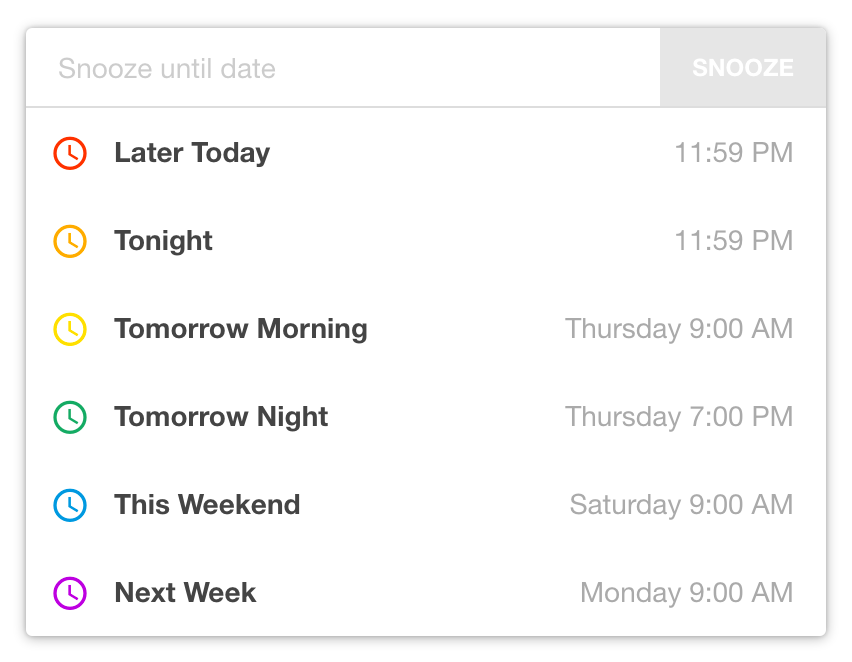 Snooze until date SNOOZE
Later Today 11:59 PM
Tonight 11:59 PM
Tomorrow Morning Thursday 9:00 AM
Tomorrow Night Thursday 7:00 PM
This Weekend Saturday 9:00 AM
Next Week Monday 9:00 AM